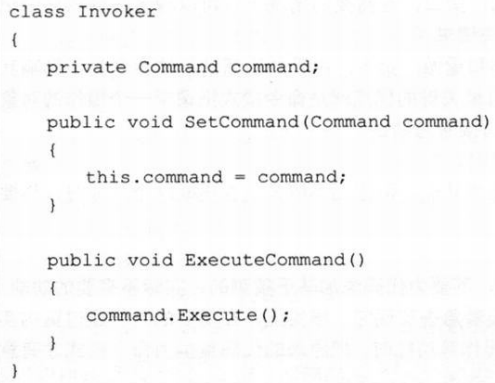 class Invoker
{
private Command command;
public void SetCommand(Command command)
{
this.command = command;
}
public void ExecuteCommand()
{
command.Execute();
}
}